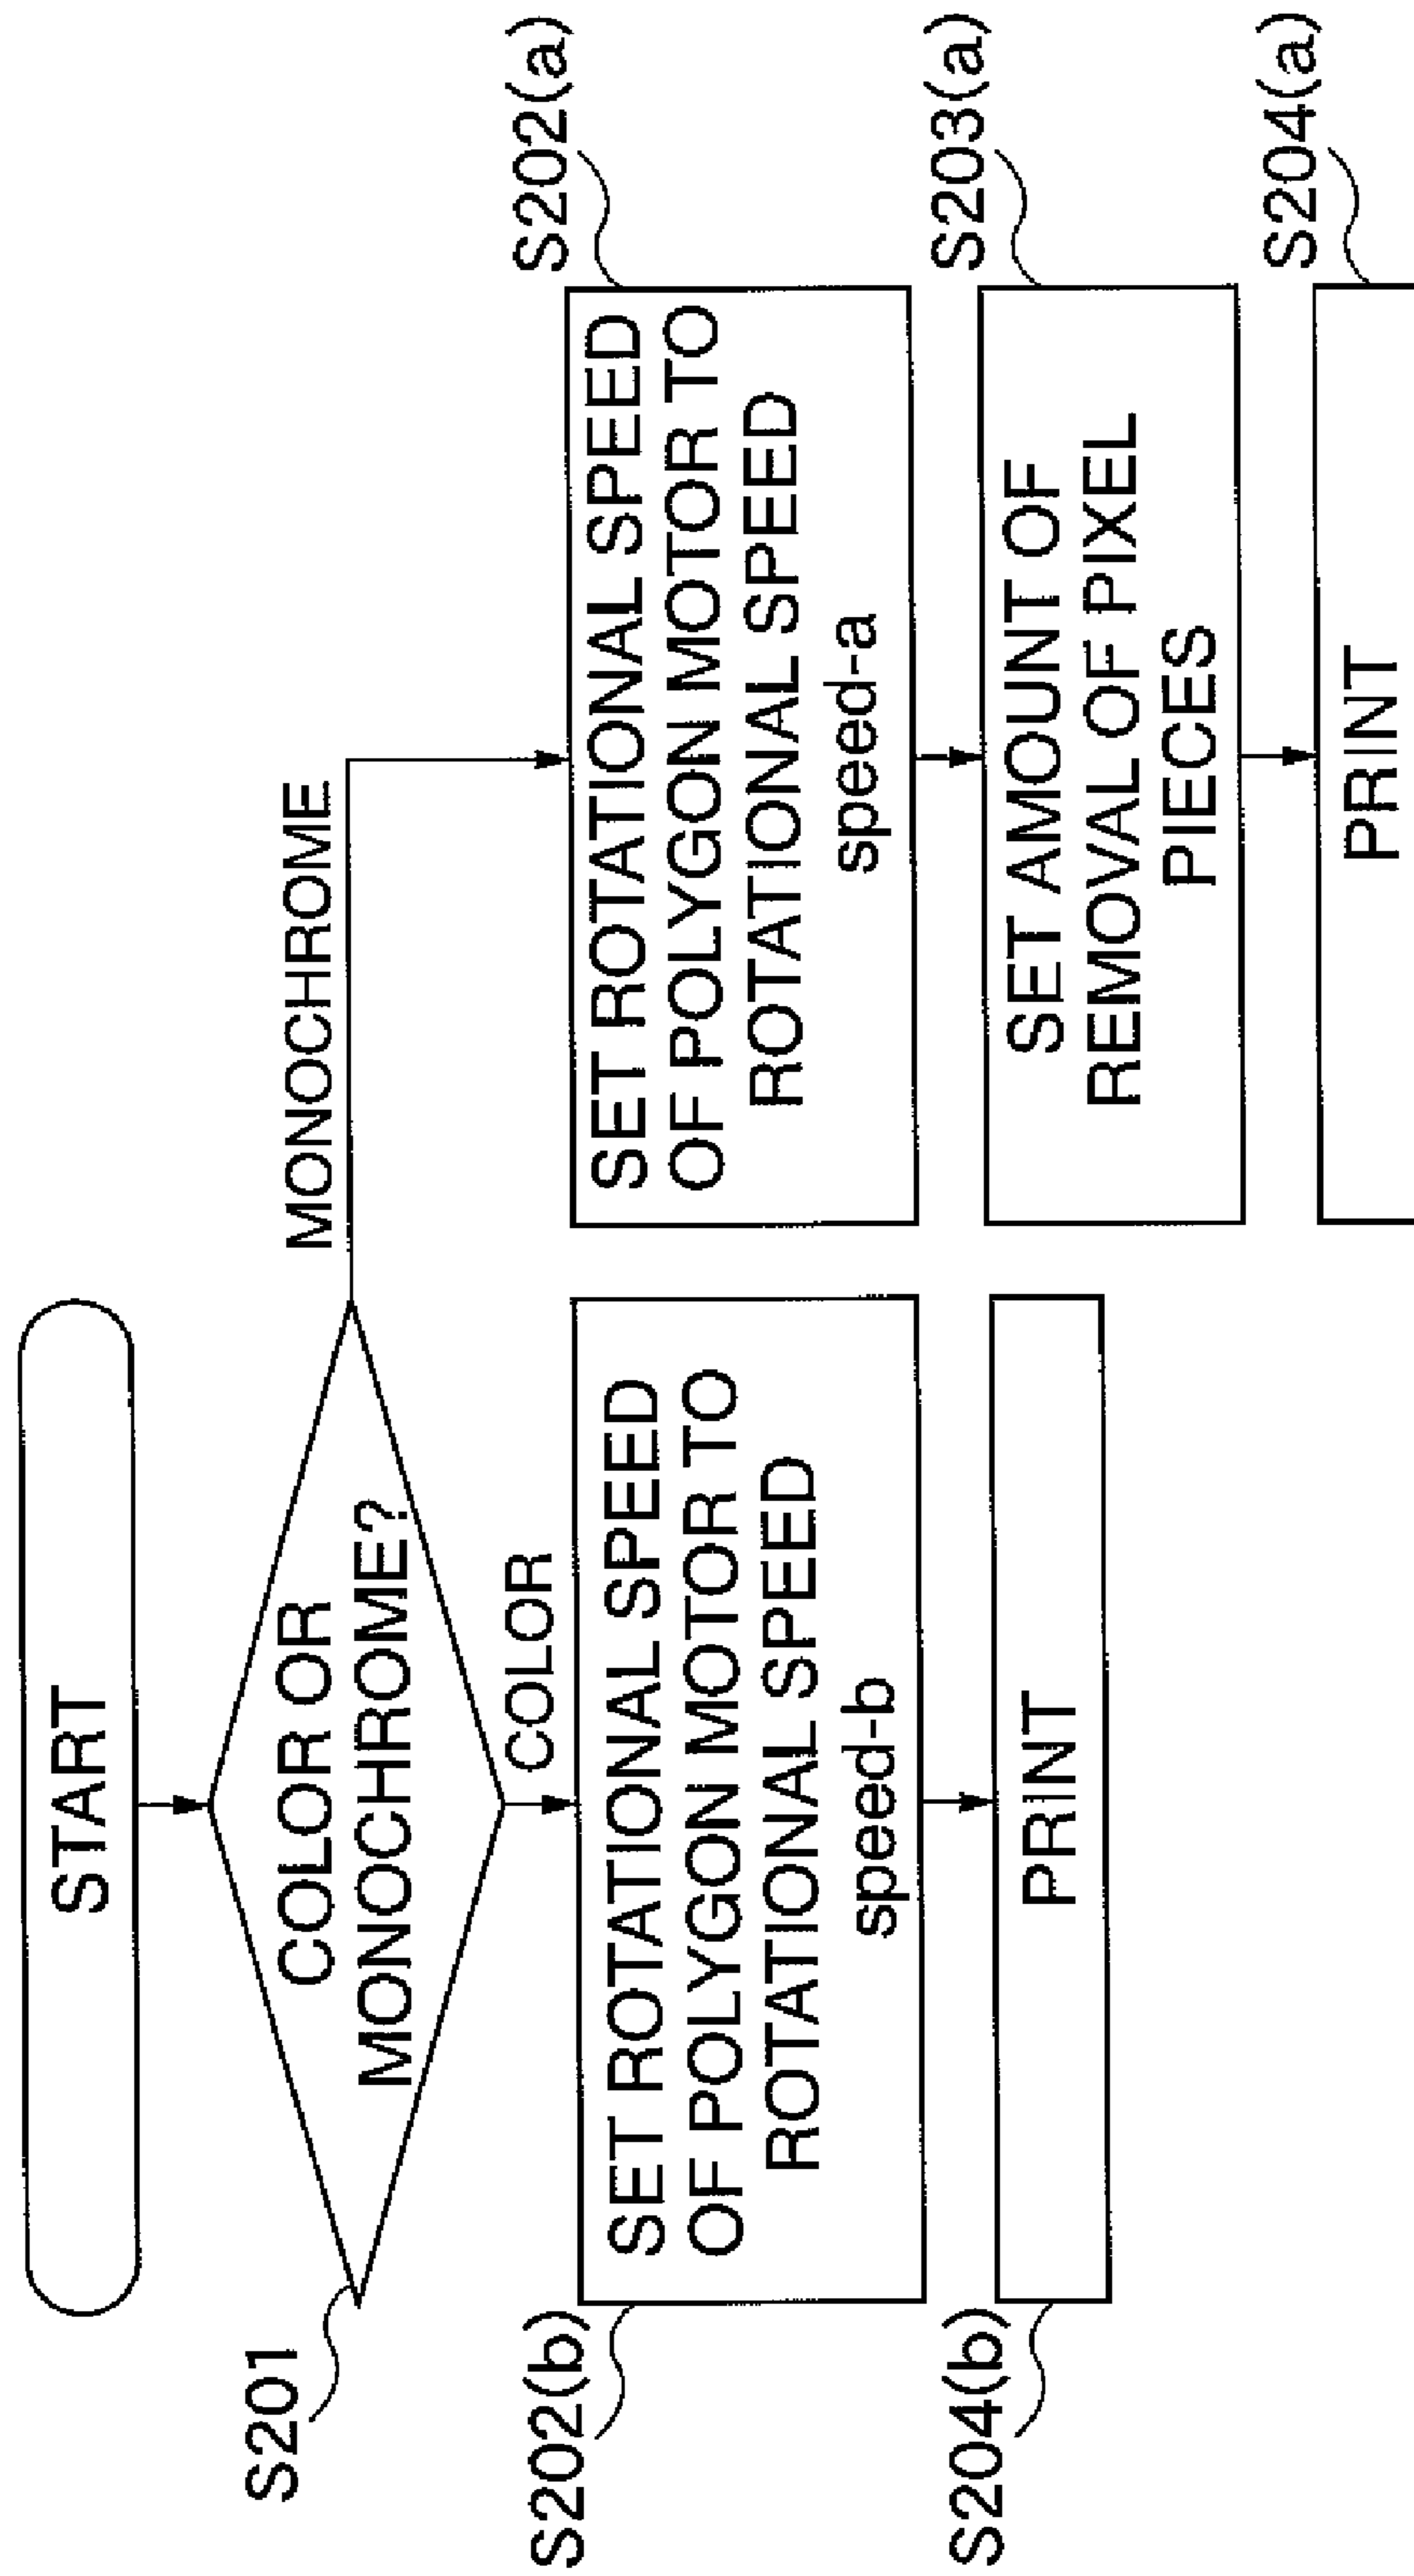 START
S201
COLOR OR
MONOCHROME?
MONOCHROME
COLOR
S202(b)
SET ROTATIONAL SPEED
OF POLYGON MOTOR TO
ROTATIONAL SPEED
speed-b
S204(b)
PRINT
S202(a)
SET ROTATIONAL SPEED
OF POLYGON MOTOR TO
ROTATIONAL SPEED
speed-a
S203(a)
SET AMOUNT OF
REMOVAL OF PIXEL
PIECES
S204(a)
PRINT